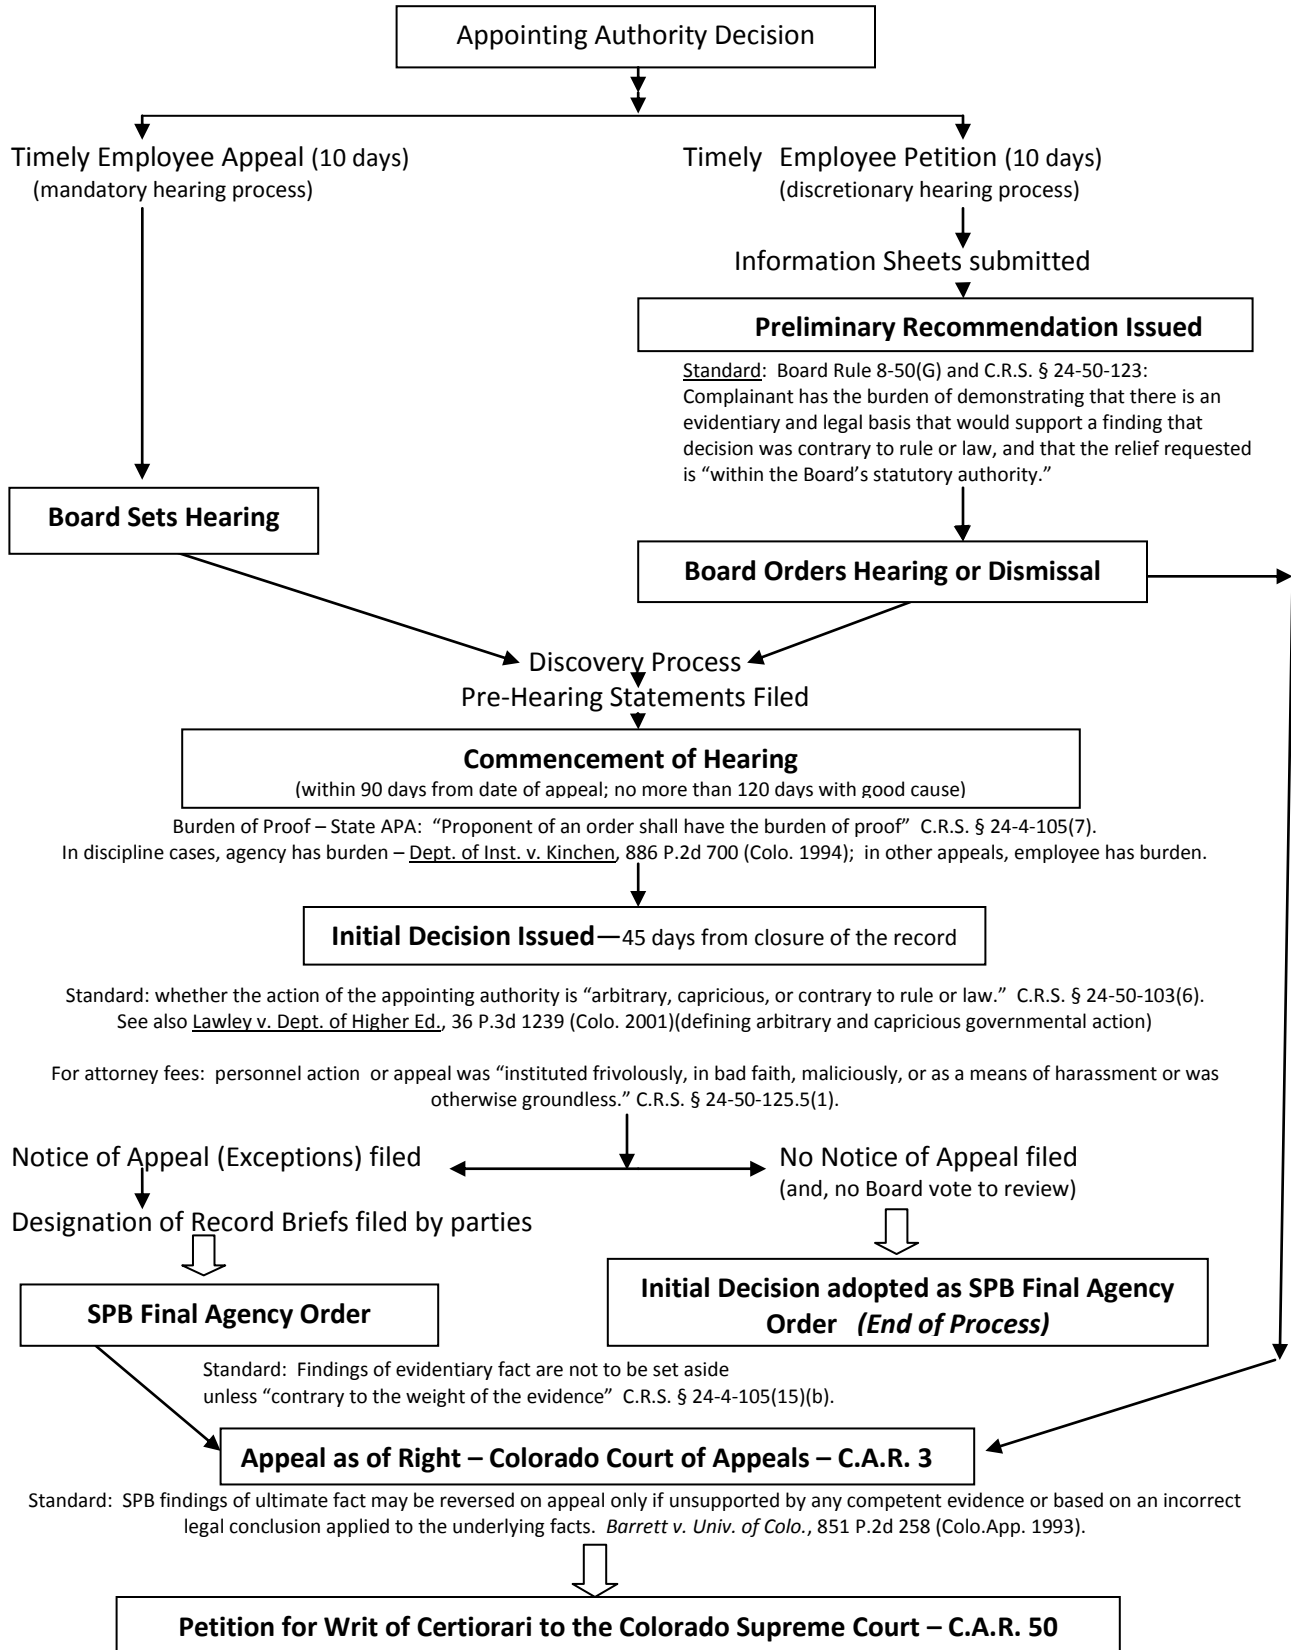 Appointing Authority Decision
Timely Employee Appeal (10 days)
(mandatory hearing process)
Timely Employee Petition (10 days)
(discretionary hearing process)
Information Sheets submitted
Preliminary Recommendation Issued
Standard: Board Rule 8-50(G) and C.R.S. § 24-50-123:
Complainant has the burden of demonstrating that there is an
evidentiary and legal basis that would support a finding that
decision was contrary to rule or law, and that the relief requested
is “within the Board’s statutory authority.”
Board Sets Hearing
Board Orders Hearing or Dismissal
Discovery Process
Pre-Hearing Statements Filed
Commencement of Hearing
(within 90 days from date of appeal; no more than 120 days with good cause)
Burden of Proof – State APA: “Proponent of an order shall have the burden of proof” C.R.S. § 24-4-105(7).
In discipline cases, agency has burden – Dept. of Inst. v. Kinchen, 886 P.2d 700 (Colo. 1994); in other appeals, employee has burden.
Initial Decision Issued—45 days from closure of the record
Standard: whether the action of the appointing authority is “arbitrary, capricious, or contrary to rule or law.” C.R.S. § 24-50-103(6).
See also Lawley v. Dept. of Higher Ed., 36 P.3d 1239 (Colo. 2001)(defining arbitrary and capricious governmental action)
For attorney fees: personnel action or appeal was “instituted frivolously, in bad faith, maliciously, or as a means of harassment or was
otherwise groundless.” C.R.S. § 24-50-125.5(1).
Notice of Appeal (Exceptions) filed
No Notice of Appeal filed
(and, no Board vote to review)
Designation of Record Briefs filed by parties
SPB Final Agency Order
Initial Decision adopted as SPB Final Agency
Order (End of Process)
Standard: Findings of evidentiary fact are not to be set aside
unless “contrary to the weight of the evidence” C.R.S. § 24-4-105(15)(b).
Appeal as of Right – Colorado Court of Appeals – C.A.R. 3
Standard: SPB findings of ultimate fact may be reversed on appeal only if unsupported by any competent evidence or based on an incorrect
legal conclusion applied to the underlying facts. Barrett v. Univ. of Colo., 851 P.2d 258 (Colo.App. 1993).
Petition for Writ of Certiorari to the Colorado Supreme Court – C.A.R. 50